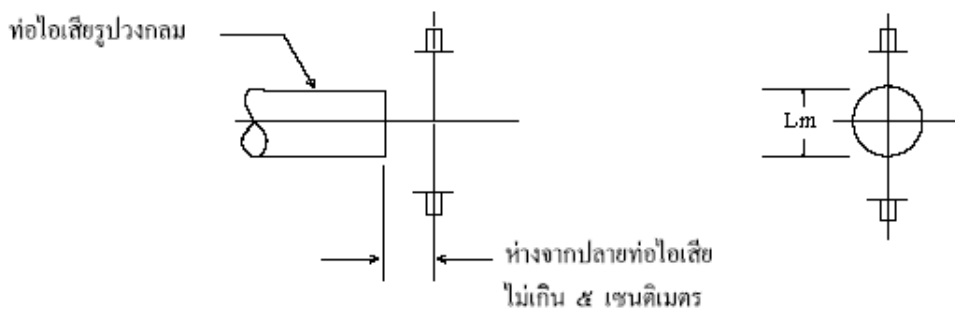 ท่อไอเสียรูปวงกลม
Lm
ห่างจากปลายท่อไอเสีย
ไม่เกิน ๕ เซนติเมตร